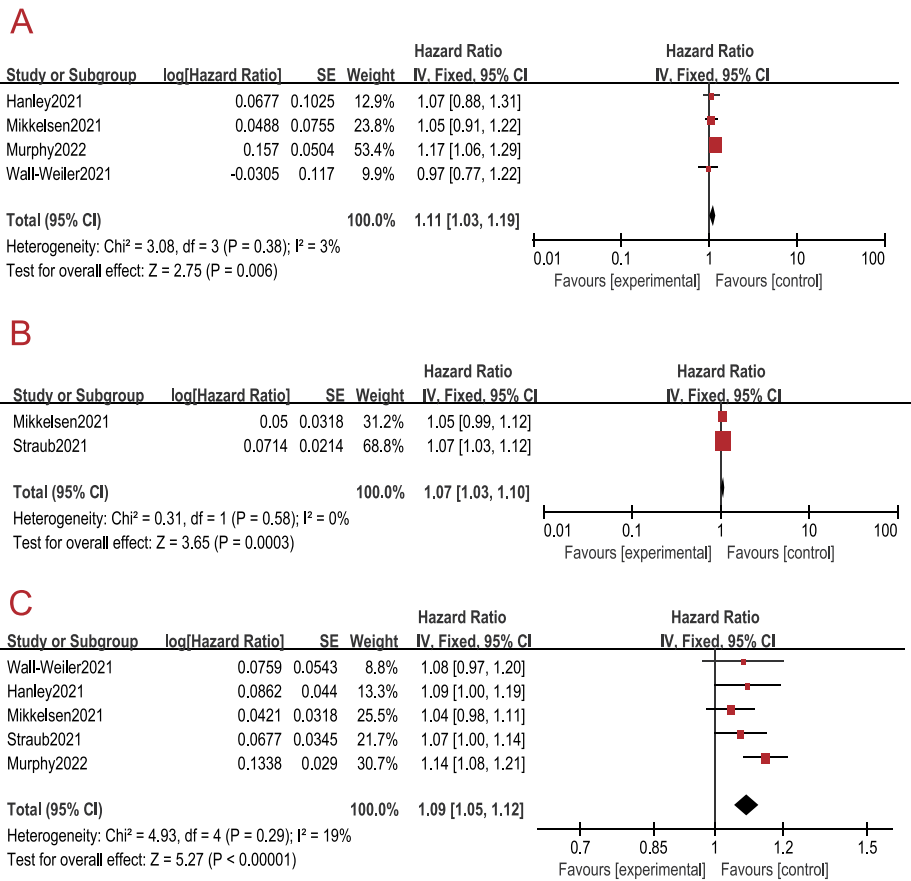 A
Hazard Ratio Hazard Ratio
Study or Subgroup log[Hazard Ratio] SE Weight IV, Fixed, 95% CI IV, Fixed, 95% CI
Hanley2021 0.0677 0.1025 12.9% 1.07 [0.88, 1.31]
Mikkelsen2021 0.0488 0.0755 23.8% 1.05 [0.91, 1.22]
Murphy2022 0.157 0.0504 53.4% 1.17 [1.06, 1.29]
Wall-Weiler2021 -0.0305 0.117 9.9% 0.97 [0.77, 1.22]
Total (95% CI) 100.0% 1.11 [1.03, 1.19]
Heterogeneity: Chi² = 3.08, df = 3 (P = 0.38); I² = 3%
Test for overall effect: Z = 2.75 (P = 0.006)
0.01 0.1 1 10 100
Favours [experimental] Favours [control]
B
Hazard Ratio Hazard Ratio
Study or Subgroup log[Hazard Ratio] SE Weight IV, Fixed, 95% CI IV, Fixed, 95% CI
Mikkelsen2021 0.05 0.0318 31.2% 1.05 [0.99, 1.12]
Straub2021 0.0714 0.0214 68.8% 1.07 [1.03, 1.12]
Total (95% CI) 100.0% 1.07 [1.03, 1.10]
Heterogeneity: Chi² = 0.31, df = 1 (P = 0.58); I² = 0%
Test for overall effect: Z = 3.65 (P = 0.0003)
0.01 0.1 1 10 100
Favours [experimental] Favours [control]
C
Hazard Ratio Hazard Ratio
Study or Subgroup log[Hazard Ratio] SE Weight IV, Fixed, 95% CI IV, Fixed, 95% CI
Wall-Weiler2021 0.0759 0.0543 8.8% 1.08 [0.97, 1.20]
Hanley2021 0.0862 0.044 13.3% 1.09 [1.00, 1.19]
Mikkelsen2021 0.0421 0.0318 25.5% 1.04 [0.98, 1.11]
Straub2021 0.0677 0.0345 21.7% 1.07 [1.00, 1.14]
Murphy2022 0.1338 0.029 30.7% 1.14 [1.08, 1.21]
Total (95% CI) 100.0% 1.09 [1.05, 1.12]
Heterogeneity: Chi² = 4.93, df = 4 (P = 0.29); I² = 19%
Test for overall effect: Z = 5.27 (P < 0.00001)
0.7 0.85 1 1.2 1.5
Favours [experimental] Favours [control]